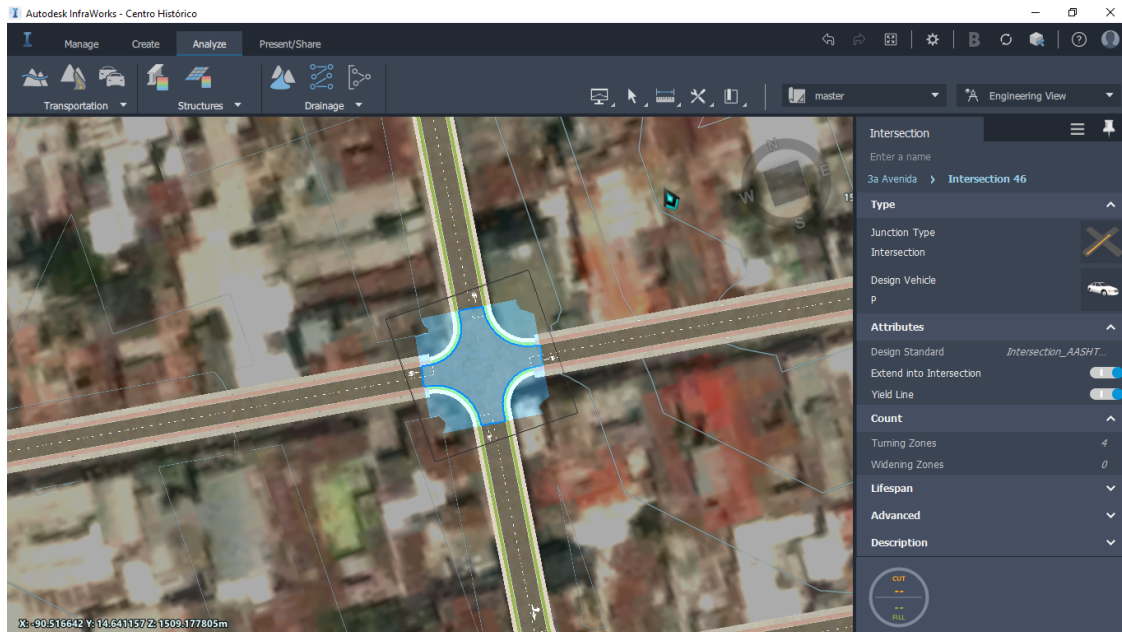 Autodesk InfraWorks - Centro Histórico
Manage Create Analyze Present/Share
Transportation Structures Drainage
master
Engineering View
N
E
W
S
15
Intersection
Enter a name
3a Avenida > Intersection 46
Type
Junction Type
Intersection
Design Vehicle
P
Attributes
Design Standard Intersection_AASHT...
Extend into Intersection
Yield Line
Count
Turning Zones 4
Widening Zones 0
Lifespan
Advanced
Description
CUT
--
--
FILL
X: -90.516642 Y: 14.641157 Z: 1509.177805m